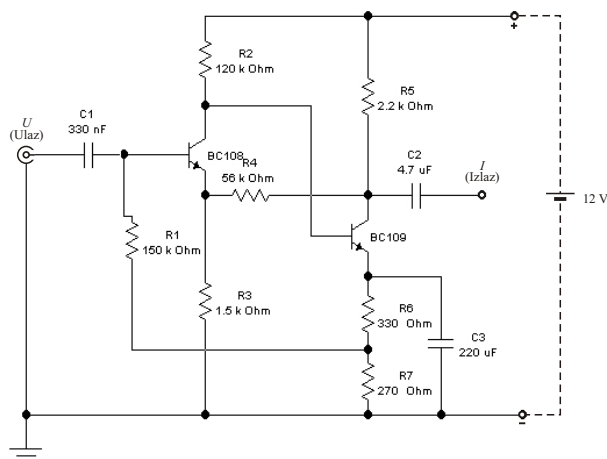 R2
120 k Ohm
R5
2.2 k Ohm
+
U
(Ulaz)
C1
330 nF
BC108
R4
56 k Ohm
C2
4.7 uF
I
(Izlaz)
12 V
R1
150 k Ohm
BC109
R3
1.5 k Ohm
R6
330 Ohm
C3
220 uF
R7
270 Ohm
-